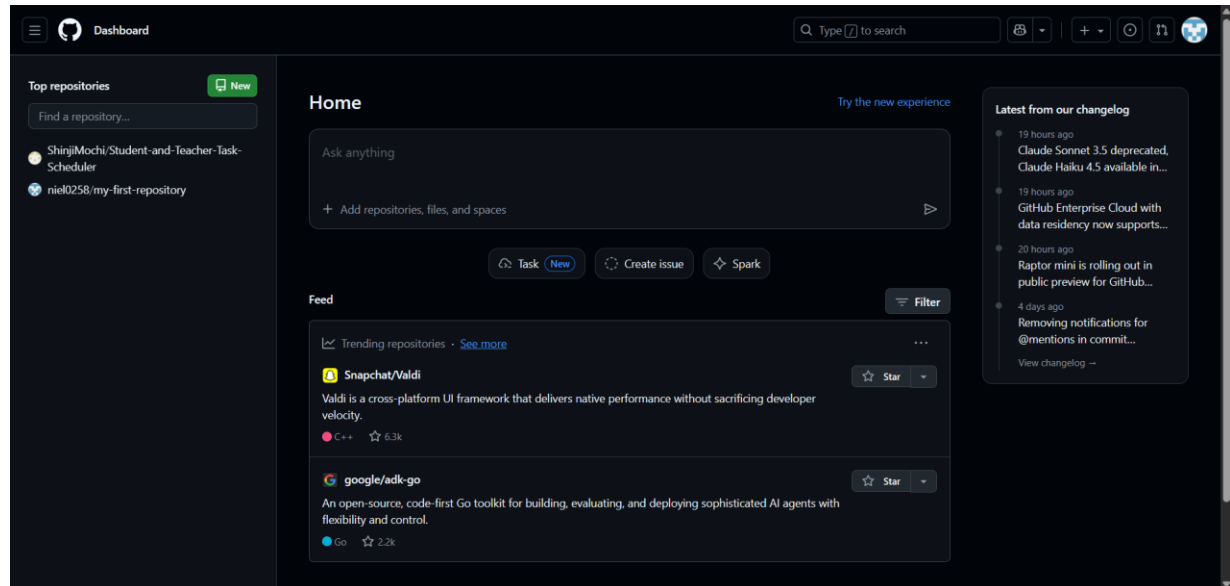 Dashboard
Type / to search
Top repositories
New
Find a repository...
ShinjiMochi/Student-and-Teacher-Task-
Scheduler
niel0258/my-first-repository
Home
Try the new experience
Ask anything
+ Add repositories, files, and spaces
Task New
Create issue
Spark
Feed
Filter
Trending repositories · See more
Snapchat/Valdi
Star
Valdi is a cross-platform UI framework that delivers native performance without sacrificing developer
velocity.
C++ 6.3k
google/adk-go
Star
An open-source, code-first Go toolkit for building, evaluating, and deploying sophisticated AI agents with
flexibility and control.
Go 2.2k
Latest from our changelog
19 hours ago
Claude Sonnet 3.5 deprecated,
Claude Haiku 4.5 available in...
19 hours ago
GitHub Enterprise Cloud with
data residency now supports...
20 hours ago
Raptor mini is rolling out in
public preview for GitHub...
4 days ago
Removing notifications for
@mentions in commit...
View changelog →